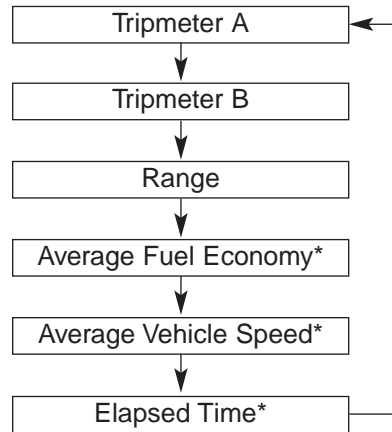 Tripmeter A
Tripmeter B
Range
Average Fuel Economy*
Average Vehicle Speed*
Elapsed Time*